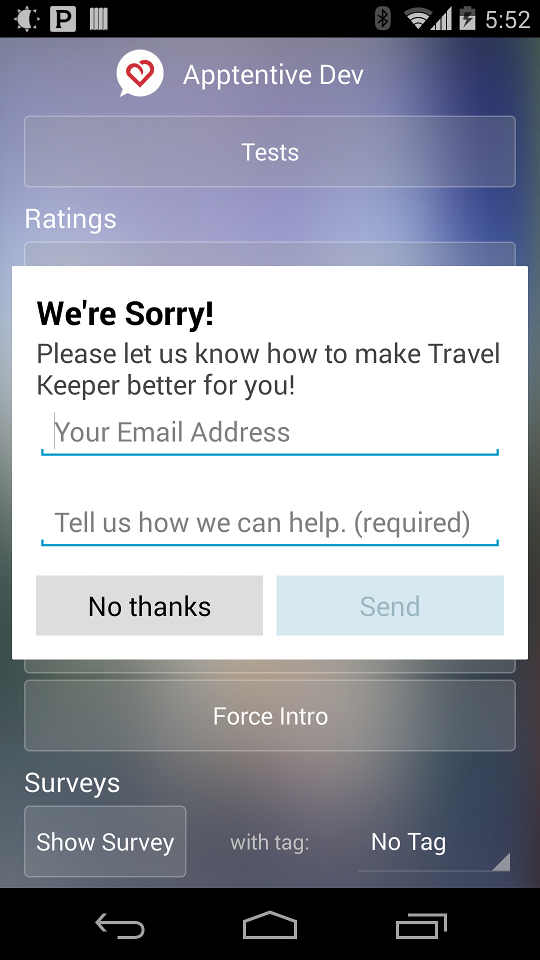 P
5:52
Apptentive Dev
Tests
Ratings
We're Sorry!
Please let us know how to make Travel
Keeper better for you!
Your Email Address
Tell us how we can help. (required)
No thanks
Send
Force Intro
Surveys
Show Survey
with tag:
No Tag